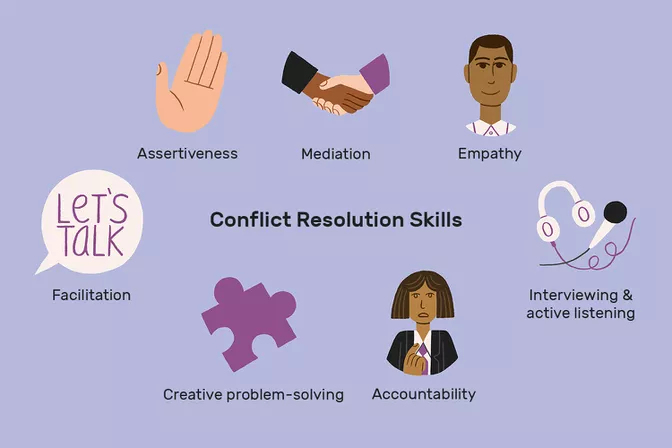 Assertiveness
Mediation
Empathy
LET'S
TALK
Facilitation
Conflict Resolution Skills
Interviewing &
active listening
Creative problem-solving
Accountability